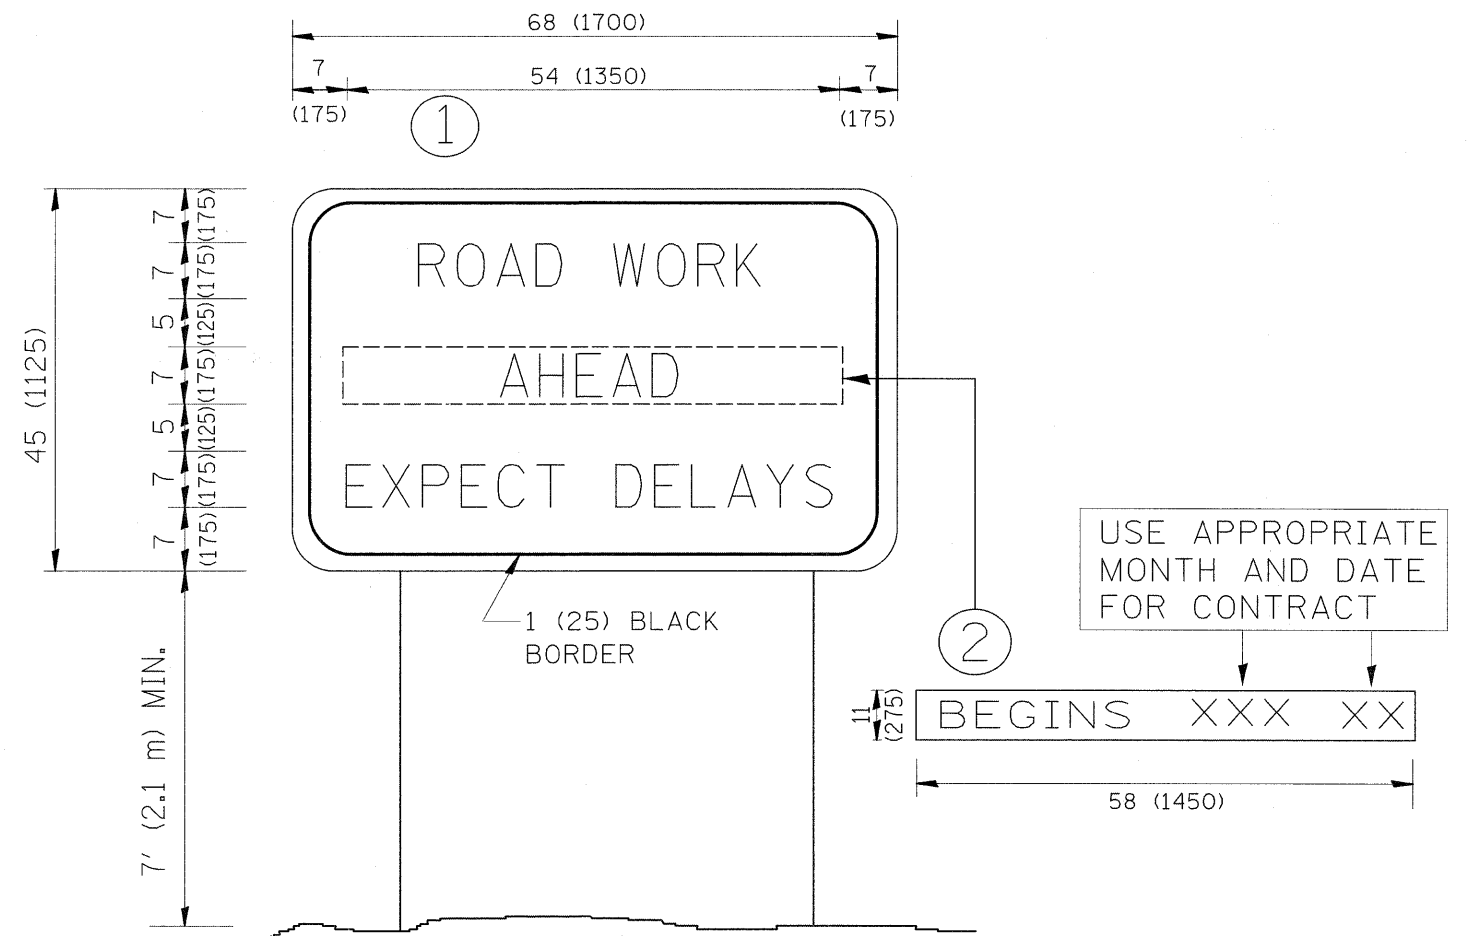 68 (1700)
7
54 (1350)
7
(175)
(175)
1
45 (1125)
7
(175)
7
(175)
5
(125)
7
(175)
5
(125)
7
(175)
7
(175)
ROAD WORK
AHEAD
EXPECT DELAYS
1 (25) BLACK
BORDER
7' (2.1 m) MIN.
2
USE APPROPRIATE
MONTH AND DATE
FOR CONTRACT
11
(275)
BEGINS XXX XX
58 (1450)